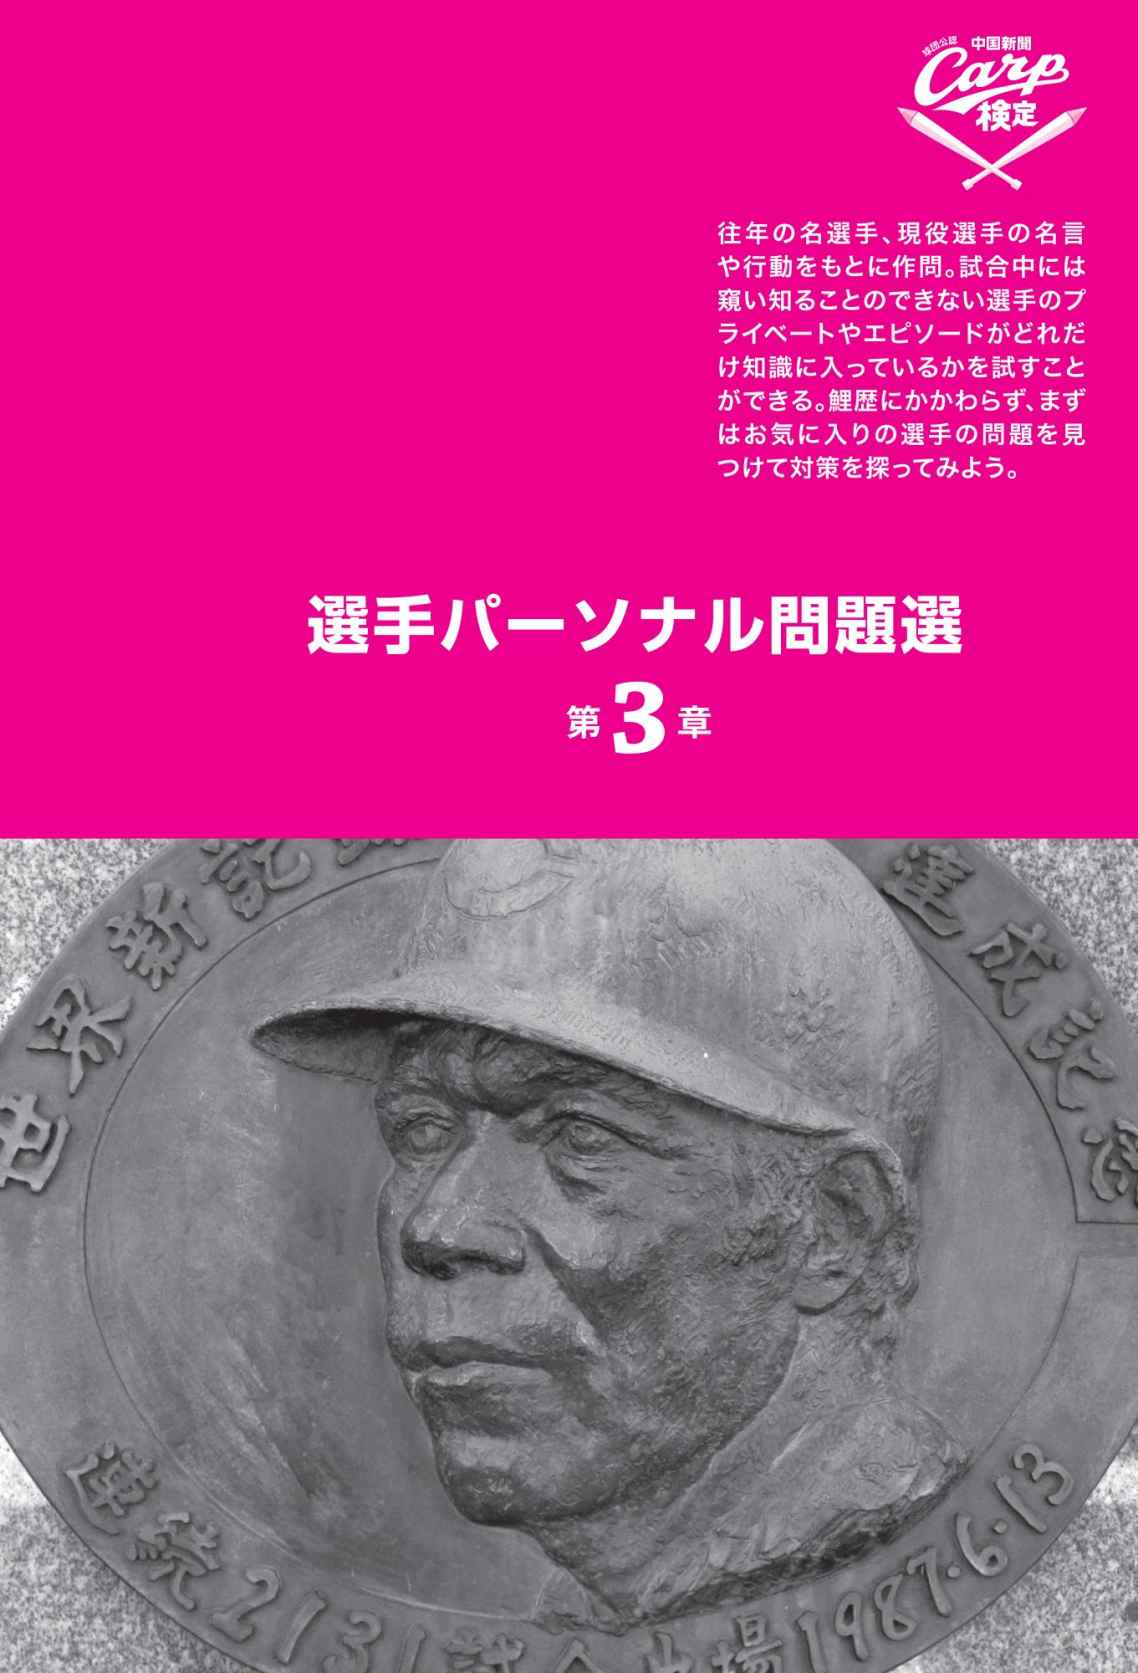 球団公認
中国新聞
Carp
検定
往年の名選手、現役選手の名言
や行動をもとに作問。試合中には
窺い知ることのできない選手のプ
ライベートやエピソードがどれだ
け知識に入っているかを試すこと
ができる。鯉歴にかかわらず、まず
はお気に入りの選手の問題を見
つけて対策を探ってみよう。
選手パーソナル問題選
第3章
世界新記
達成記念
連続2131試合出場1987.6.13